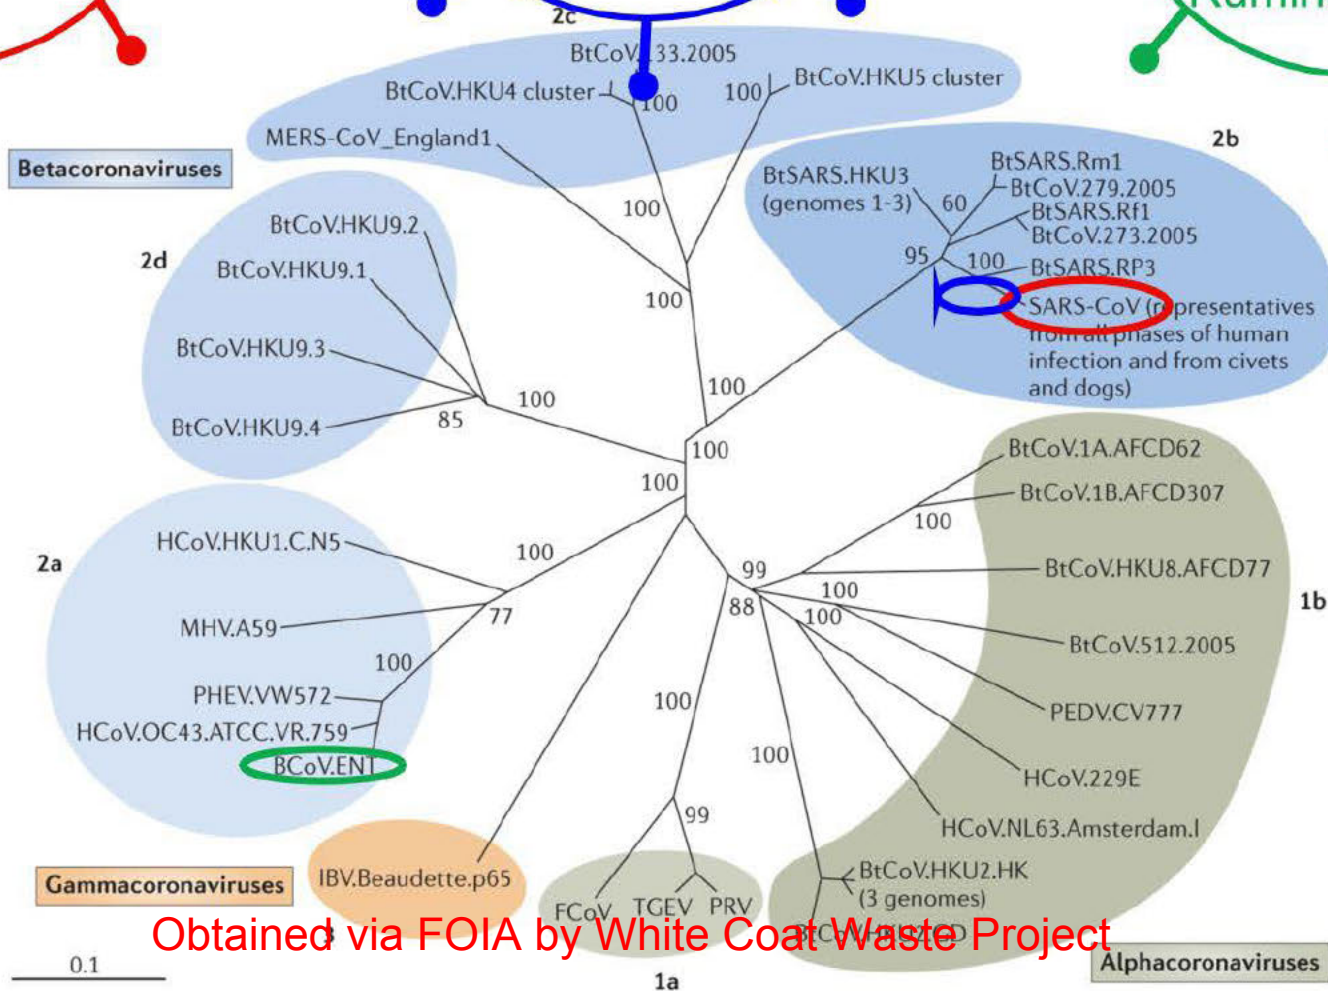 2c
BtCoV.133.2005
BtCoV.HKU4 cluster
100
100
BtCoV.HKU5 cluster
MERS-CoV_England1
2b
Betacoronaviruses
BtSARS.HKU3
(genomes 1-3)
BtSARS.Rm1
BtCoV.279.2005
60
BtSARS.Rf1
BtCoV.273.2005
100
2d
BtCoV.HKU9.2
BtCoV.HKU9.1
95
100
BtSARS.RP3
100
SARS-CoV (representatives
from all phases of human
infection and from civets
and dogs)
BtCoV.HKU9.3
100
100
BtCoV.HKU9.4
85
100
100
BtCoV.1A.AFCD62
BtCoV.1B.AFCD307
100
2a
HCoV.HKU1.C.N5
100
99
BtCoV.HKU8.AFCD77
100
1b
88
100
77
MHV.A59
BtCoV.512.2005
100
PHEV.VW572
100
PEDV.CV777
HCoV.OC43.ATCC.VR.759
100
BCoV.ENT
HCoV.229E
99
HCoV.NL63.Amsterdam.I
Gammacoronaviruses
IBV.Beaudette.p65
BtCoV.HKU2.HK
(3 genomes)
FCoV
TGEV
PRV
3
BtCoV.HKU2.GD
Obtained via FOIA by White Coat Waste Project
0.1
1a
Alphacoronaviruses